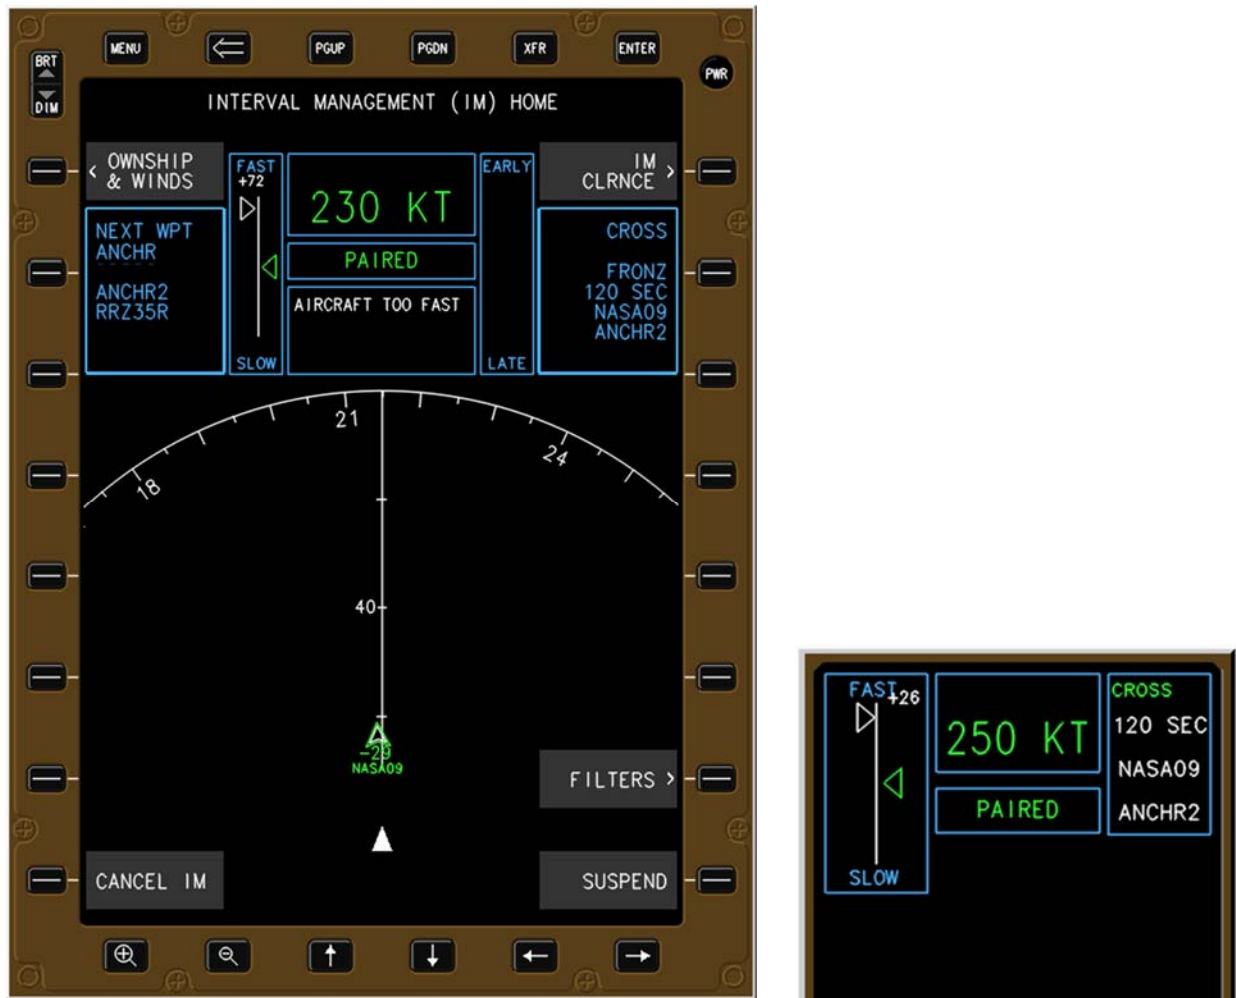 MENU
PGUP
PGDN
XFR
ENTER
BRT
DIM
PWR
INTERVAL MANAGEMENT (IM) HOME
< OWNSHIP
& WINDS
FAST
+72
230 KT
EARLY
IM >
CLRNCE
NEXT WPT
ANCHR
ANCHR2
RRZ35R
PAIRED
AIRCRAFT TOO FAST
SLOW
LATE
CROSS
FRONZ
120 SEC
NASA09
ANCHR2
18
21
24
40
-29
NASA09
FILTERS >
CANCEL IM
SUSPEND
FAST
+26
250 KT
PAIRED
SLOW
CROSS
120 SEC
NASA09
ANCHR2